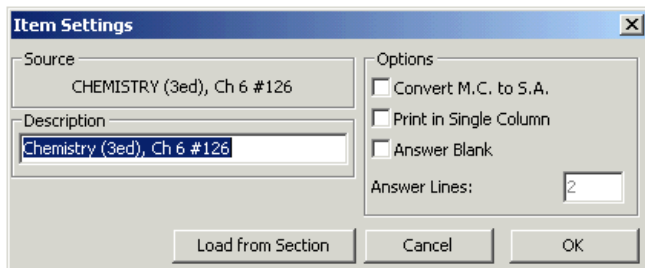 Item Settings
Source
CHEMISTRY (3ed), Ch 6 #126
Description
Chemistry (3ed), Ch 6 #126
Options
Convert M.C. to S.A.
Print in Single Column
Answer Blank
Answer Lines: 2
Load from Section Cancel OK